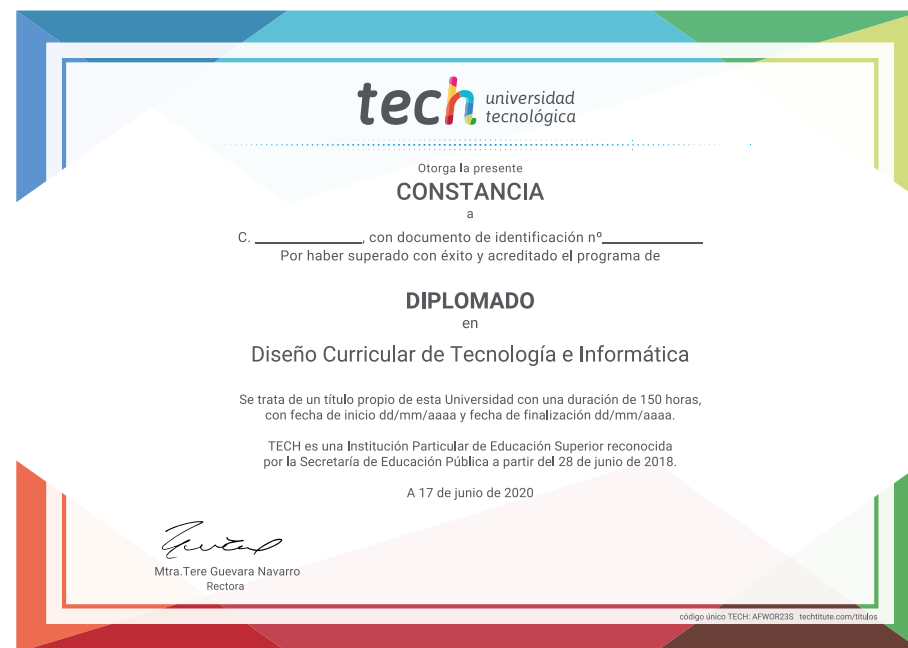 tech universidad
tecnológica
Otorga la presente
CONSTANCIA
a
C. ____________, con documento de identificación nº____________
Por haber superado con éxito y acreditado el programa de
DIPLOMADO
en
Diseño Curricular de Tecnología e Informática
Se trata de un título propio de esta Universidad con una duración de 150 horas,
con fecha de inicio dd/mm/aaaa y fecha de finalización dd/mm/aaaa.
TECH es una Institución Particular de Educación Superior reconocida
por la Secretaría de Educación Pública a partir del 28 de junio de 2018.
A 17 de junio de 2020
Mtra.Tere Guevara Navarro
Rectora
código único TECH: AFWOR23S techtitute.com/titulos